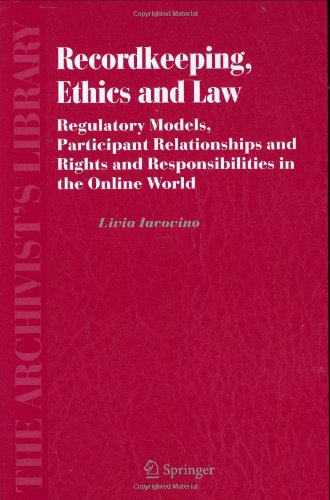 THE ARCHIVIST'S LIBRARY
Recordkeeping,
Ethics and Law
Regulatory Models,
Participant Relationships and
Rights and Responsibilities in
the Online World
Livia Iacovino
Springer